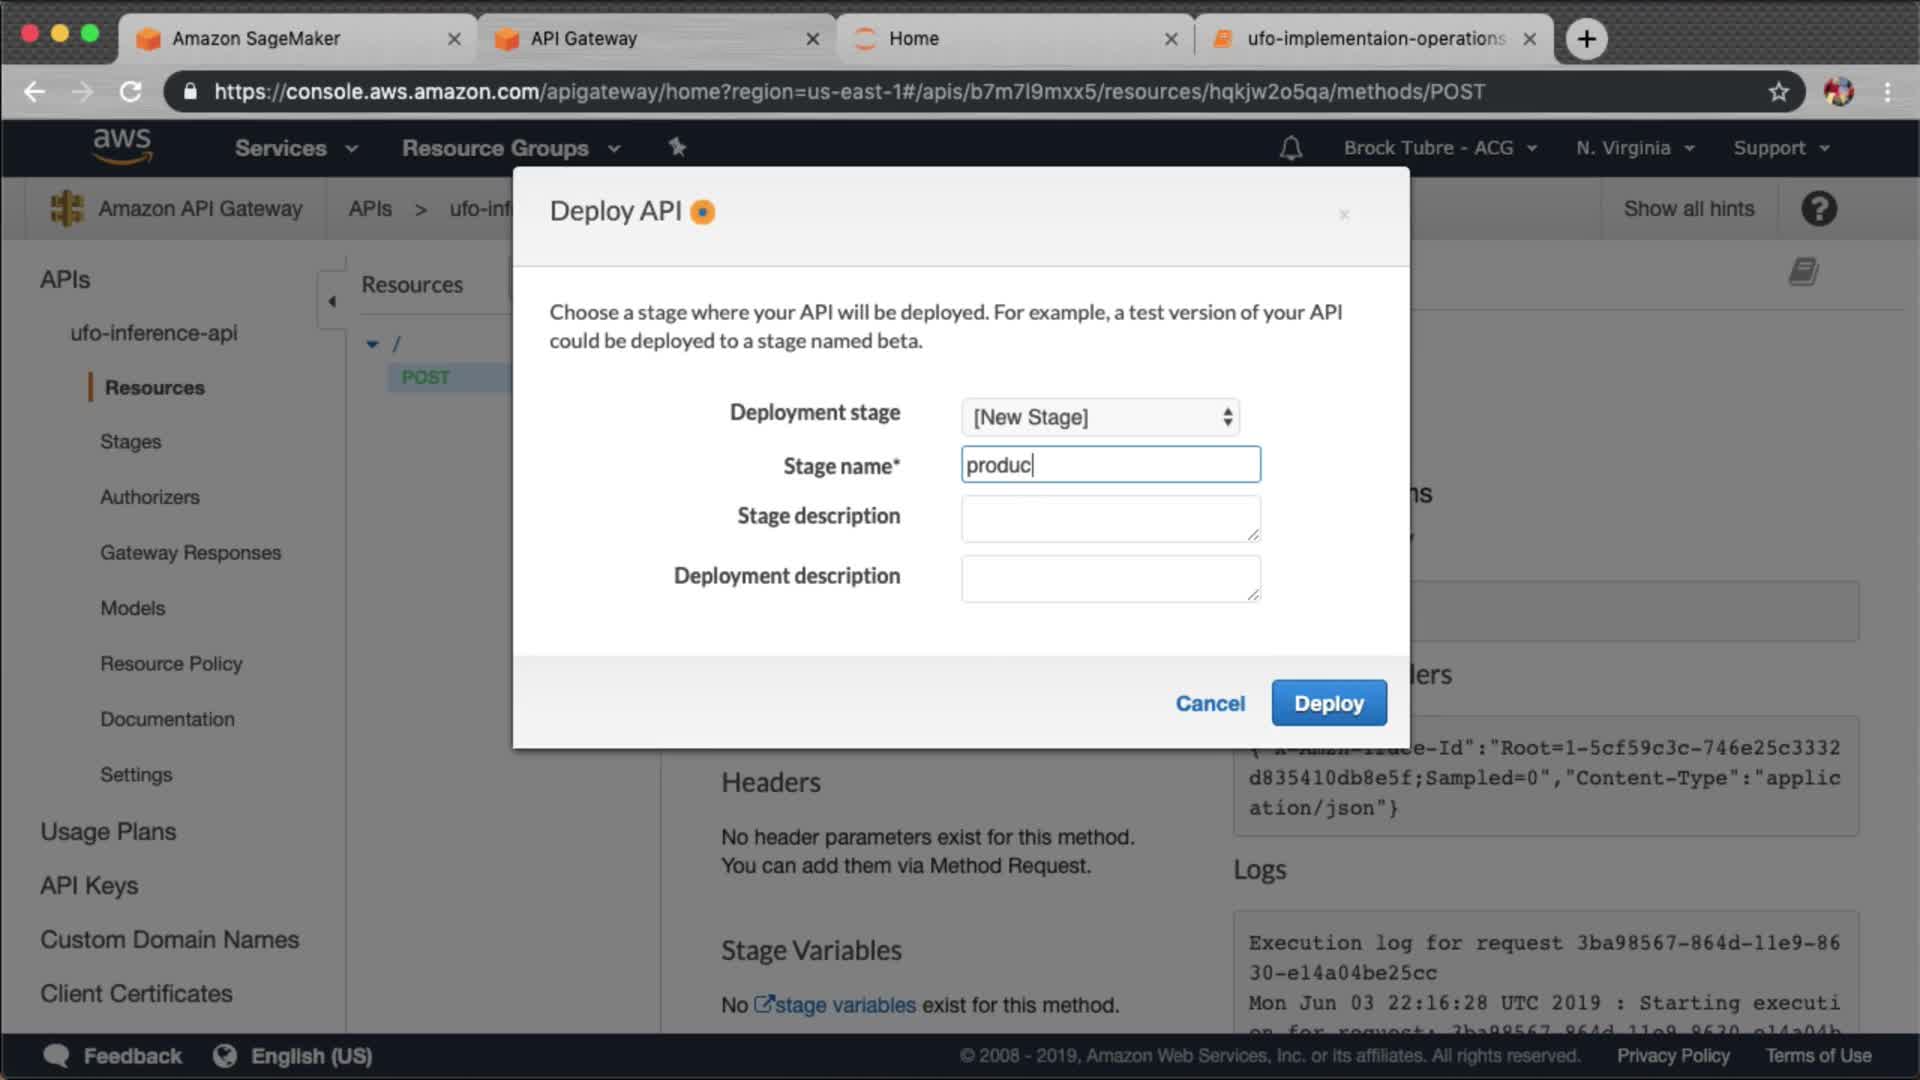 Amazon SageMaker
API Gateway
Home
ufo-implementaion-operations
https://console.aws.amazon.com/apigateway/home?region=us-east-1#/apis/b7m7l9mxx5/resources/hqkjw2o5qa/methods/POST
aws
Services
Resource Groups
Brock Tubre - ACG
N. Virginia
Support
Amazon API Gateway
APIs > ufo-inf
Show all hints
Deploy API
Choose a stage where your API will be deployed. For example, a test version of your API
could be deployed to a stage named beta.
Deployment stage
[New Stage]
Stage name*
produc
Stage description
Deployment description
Cancel
Deploy
APIs
ufo-inference-api
Resources
Stages
Authorizers
Gateway Responses
Models
Resource Policy
Documentation
Settings
Usage Plans
API Keys
Custom Domain Names
Client Certificates
Resources
/
POST
Headers
No header parameters exist for this method.
You can add them via Method Request.
Stage Variables
No stage variables exist for this method.
-Id":"Root=1-5cf59c3c-746e25c3332
d835410db8e5f;Sampled=0","Content-Type":"applic
ation/json"}
Logs
Execution log for request 3ba98567-864d-11e9-86
30-e14a04be25cc
Mon Jun 03 22:16:28 UTC 2019 : Starting executi
Feedback
English (US)
© 2008 - 2019, Amazon Web Services, Inc. or its affiliates. All rights reserved.
Privacy Policy
Terms of Use